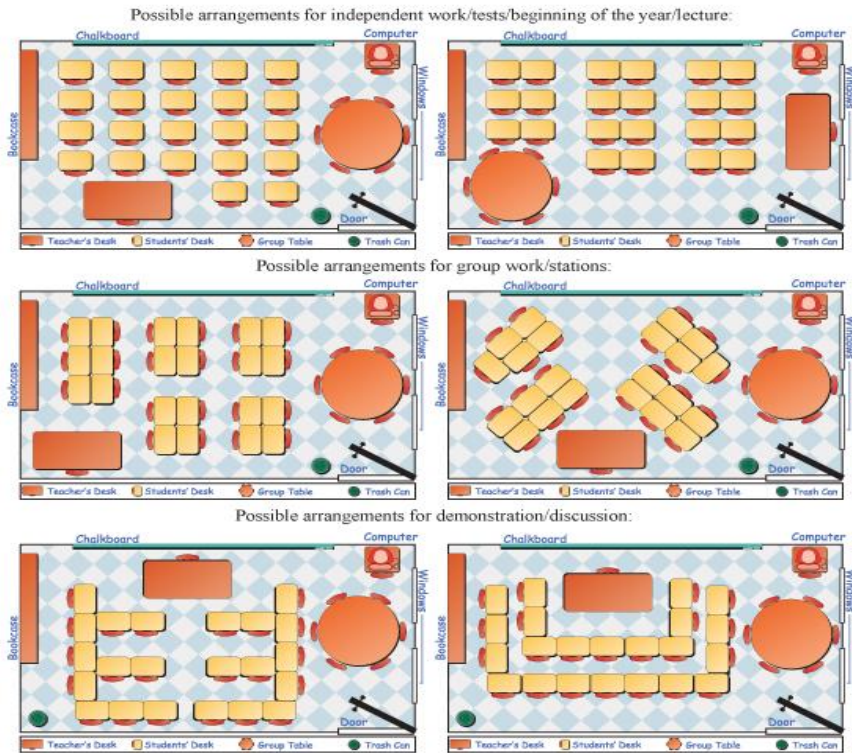 Possible arrangements for independent work/tests/beginning of the year/lecture:
Chalkboard
Computer
Chalkboard
Computer
Bookcase
Windows
Bookcase
Windows
Door
Door
Teacher's Desk Students' Desk Group Table Trash Can
Teacher's Desk Students' Desk Group Table Trash Can
Possible arrangements for group work/stations:
Chalkboard
Computer
Chalkboard
Computer
Bookcase
Windows
Bookcase
Windows
Door
Door
Teacher's Desk Students' Desk Group Table Trash Can
Teacher's Desk Students' Desk Group Table Trash Can
Possible arrangements for demonstration/discussion:
Chalkboard
Computer
Chalkboard
Computer
Bookcase
Windows
Bookcase
Windows
Door
Door
Teacher's Desk Students' Desk Group Table Trash Can
Teacher's Desk Students' Desk Group Table Trash Can